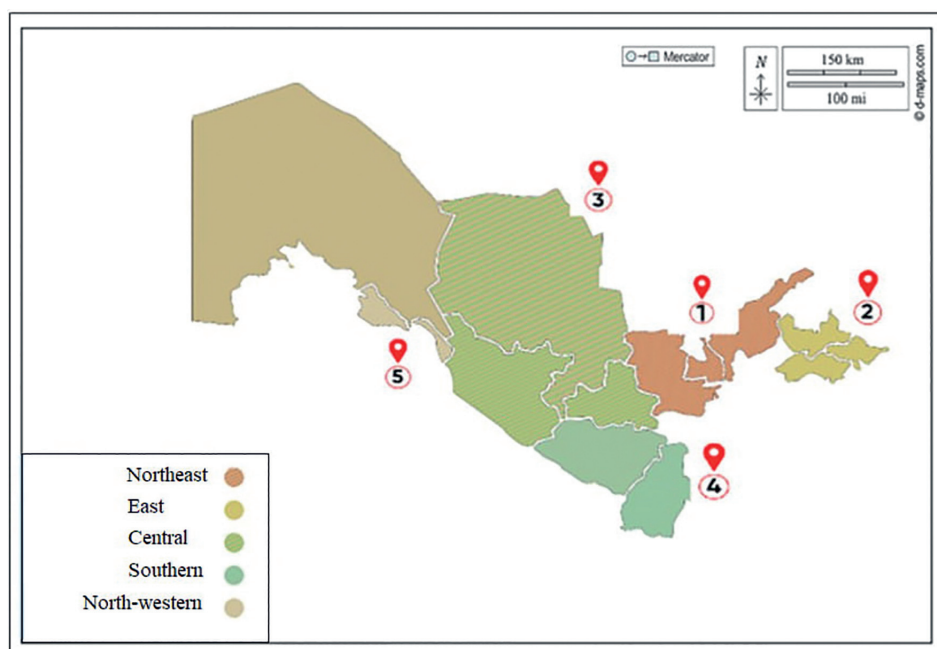 Mercator
N
150 km
100 mi
© d-maps.com
3
1
2
5
4
Northeast
East
Central
Southern
North-western